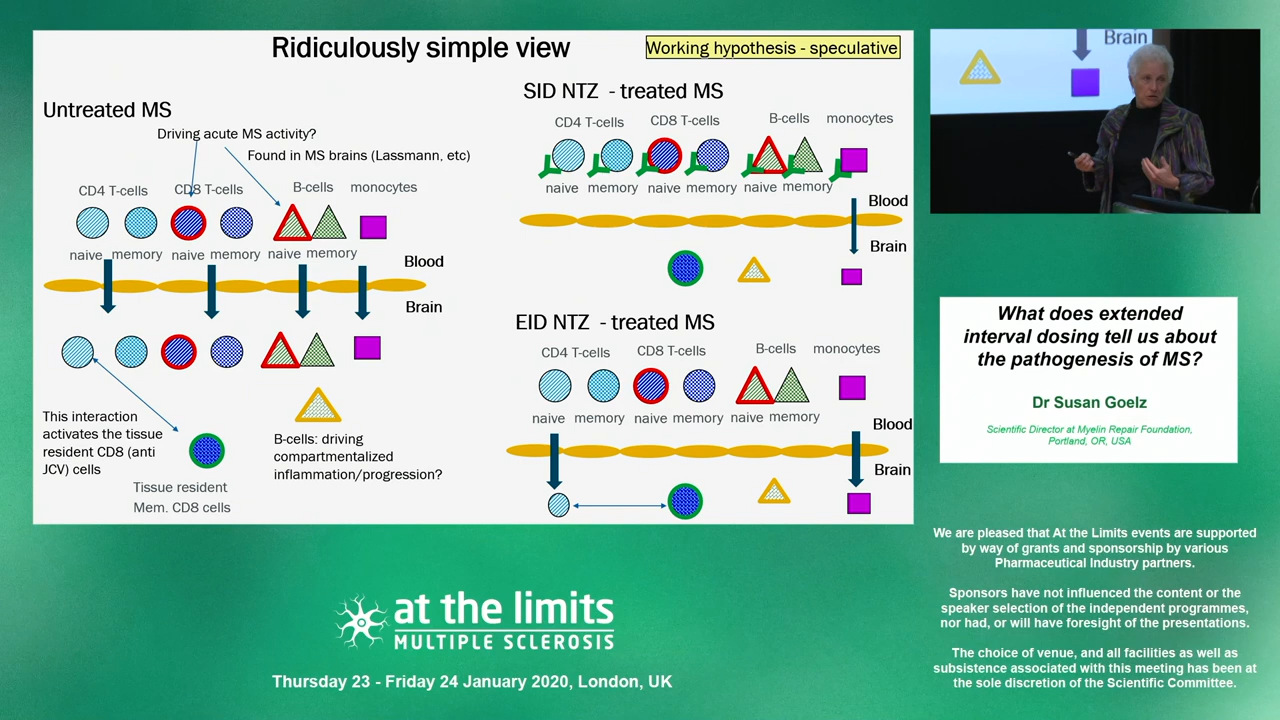 Ridiculously simple view
Working hypothesis - speculative
Untreated MS
Driving acute MS activity?
Found in MS brains (Lassmann, etc)
CD4 T-cells
CD8 T-cells
B-cells
monocytes
naive memory naive memory naive memory
Blood
Brain
This interaction
activates the tissue
resident CD8 (anti
JCV) cells
Tissue resident
Mem. CD8 cells
B-cells: driving
compartmentalized
inflammation/progression?
SID NTZ - treated MS
CD4 T-cells
CD8 T-cells
B-cells
monocytes
naive memory naive memory naive memory
Blood
Brain
EID NTZ - treated MS
CD4 T-cells
CD8 T-cells
B-cells
monocytes
naive memory naive memory naive memory
Blood
Brain
Brain
What does extended
interval dosing tell us about
the pathogenesis of MS?
Dr Susan Goelz
Scientific Director at Myelin Repair Foundation,
Portland, OR, USA
We are pleased that At the Limits events are supported
by way of grants and sponsorship by various
Pharmaceutical Industry partners.
Sponsors have not influenced the content or the
speaker selection of the independent programmes,
nor had, or will have foresight of the presentations.
The choice of venue, and all facilities as well as
subsistence associated with this meeting has been at
the sole discretion of the Scientific Committee.
at the limits
MULTIPLE SCLEROSIS
Thursday 23 - Friday 24 January 2020, London, UK